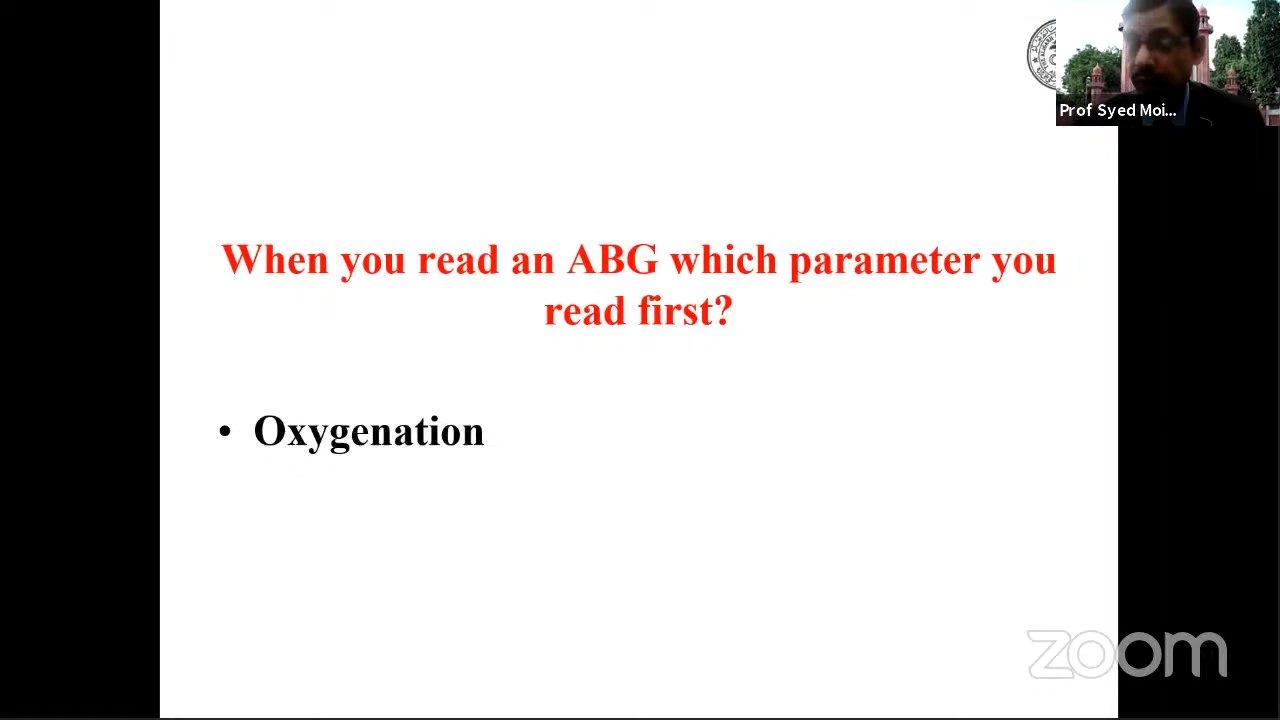 Prof Syed Moi...
When you read an ABG which parameter you
read first?
• Oxygenation
zoom